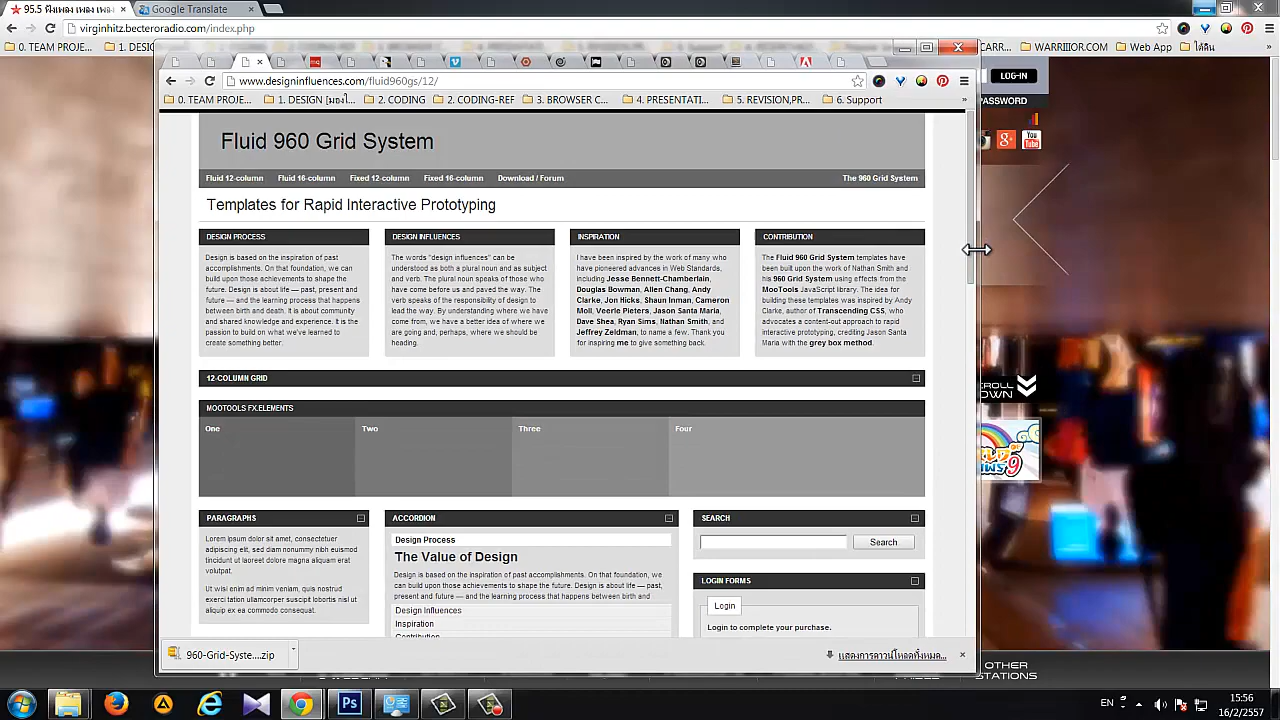 95.5 ฟังเพลง เพลง เพลง
Google Translate
virginhitz.becteroradio.com/index.php
0. TEAM PROJE...
WARRIIIOR.COM
Web App
www.designinfluences.com/fluid960gs/12/
0. TEAM PROJE...
2. CODING
2. CODING-REF
3. BROWSER C...
4. PRESENTATI...
5. REVISION,PR...
6. Support
LOG-IN
PASSWORD
Fluid 960 Grid System
Fluid 12-column
Fluid 16-column
Fixed 12-column
Fixed 16-column
Download / Forum
The 960 Grid System
Templates for Rapid Interactive Prototyping
DESIGN PROCESS
Design is based on the inspiration of past
accomplishments. On that foundation, we can
build upon those achievements to shape the
future. Design is about life — past, present and
future — and the learning process that happens
between birth and death. It is about community
and shared knowledge and experience. It is the
passion to build on what we've learned to
create something better.
DESIGN INFLUENCES
The words "design influences" can be
understood as both a plural noun and as subject
and verb. The plural noun speaks of those who
have come before us and paved the way. The
verb speaks of the responsibility of design to
lead the way. By understanding where we have
come from, we have a better idea of where we
are going and, perhaps, where we should be
heading.
INSPIRATION
I have been inspired by the work of many who
have pioneered advances in Web Standards,
including Jesse Bennett-Chamberlain,
Douglas Bowman, Allen Chang, Andy
Clarke, Jon Hicks, Shaun Inman, Cameron
Moll, Veerle Pieters, Jason Santa Maria,
Dave Shea, Ryan Sims, Nathan Smith, and
Jeffrey Zeldman, to name a few. Thank you
for inspiring me to give something back.
CONTRIBUTION
The Fluid 960 Grid System templates have
been built upon the work of Nathan Smith and
his 960 Grid System using effects from the
MooTools JavaScript library. The idea for
building these templates was inspired by Andy
Clarke, author of Transcending CSS, who
advocates a content-out approach to rapid
interactive prototyping, crediting Jason Santa
Maria with the grey box method.
12-COLUMN GRID
MOOTOOLS FX.ELEMENTS
One
Two
Three
Four
PARAGRAPHS
Lorem ipsum dolor sit amet, consectetuer
adipiscing elit, sed diam nonummy nibh euismod
tincidunt ut laoreet dolore magna aliquam erat
volutpat.
Ut wisi enim ad minim veniam, quis nostrud
exerci tation ullamcorper suscipit lobortis nisl ut
aliquip ex ea commodo consequat.
ACCORDION
Design Process
The Value of Design
Design is based on the inspiration of past accomplishments. On that foundation, we
can build upon those achievements to shape the future. Design is about life — past,
present and future — and the learning process that happens between birth and
Design Influences
Inspiration
Contribution
SEARCH
Search
LOGIN FORMS
Login
Login to complete your purchase.
You Tube
CROLL
OWN
960-Grid-Syste....zip
แสดงการดาวน์โหลดทั้งหมด...
OTHER
STATIONS
Ps
EN
15:56
16/2/2557